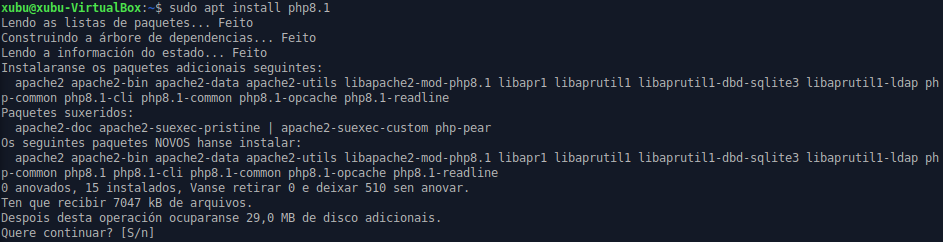 xubu@xubu-VirtualBox:~$ sudo apt install php8.1
Lendo as listas de paquetes... Feito
Construindo a árbore de dependencias... Feito
Lendo a información do estado... Feito
Instalaranse os paquetes adicionais seguintes:
  apache2 apache2-bin apache2-data apache2-utils libapache2-mod-php8.1 libapr1 libaprutil1 libaprutil1-dbd-sqlite3 libaprutil1-ldap ph
p-common php8.1-cli php8.1-common php8.1-opcache php8.1-readline
Paquetes suxeridos:
  apache2-doc apache2-suexec-pristine | apache2-suexec-custom php-pear
Os seguintes paquetes NOVOS hanse instalar:
  apache2 apache2-bin apache2-data apache2-utils libapache2-mod-php8.1 libapr1 libaprutil1 libaprutil1-dbd-sqlite3 libaprutil1-ldap ph
p-common php8.1 php8.1-cli php8.1-common php8.1-opcache php8.1-readline
0 anovados, 15 instalados, Vanse retirar 0 e deixar 510 sen anovar.
Ten que recibir 7047 kB de arquivos.
Despois desta operación ocuparanse 29,0 MB de disco adicionais.
Quere continuar? [S/n]